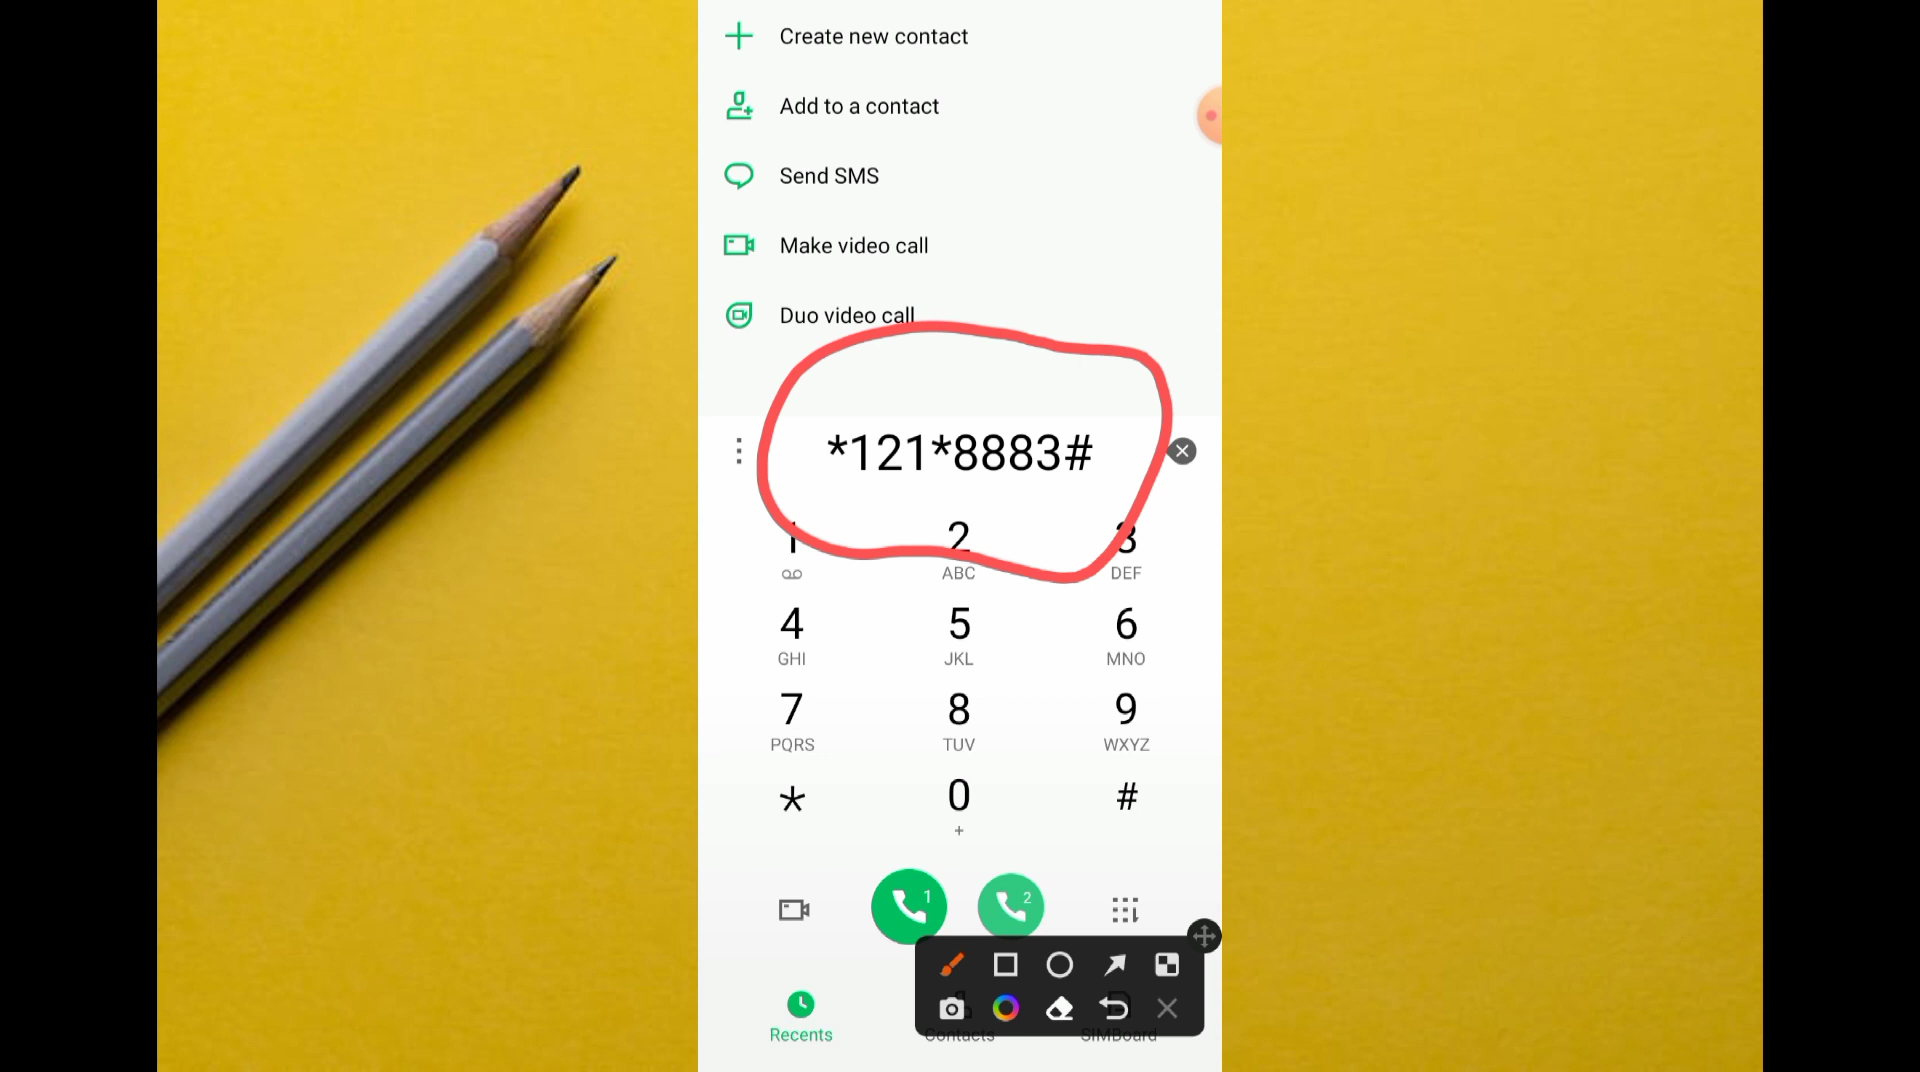 Create new contact
Add to a contact
Send SMS
Make video call
Duo video call
*121*8883#
1 2 3
ABC DEF
4 5 6
GHI JKL MNO
7 8 9
PQRS TUV WXYZ
* 0 #
+
1 2
Recents Contacts SIMBoard